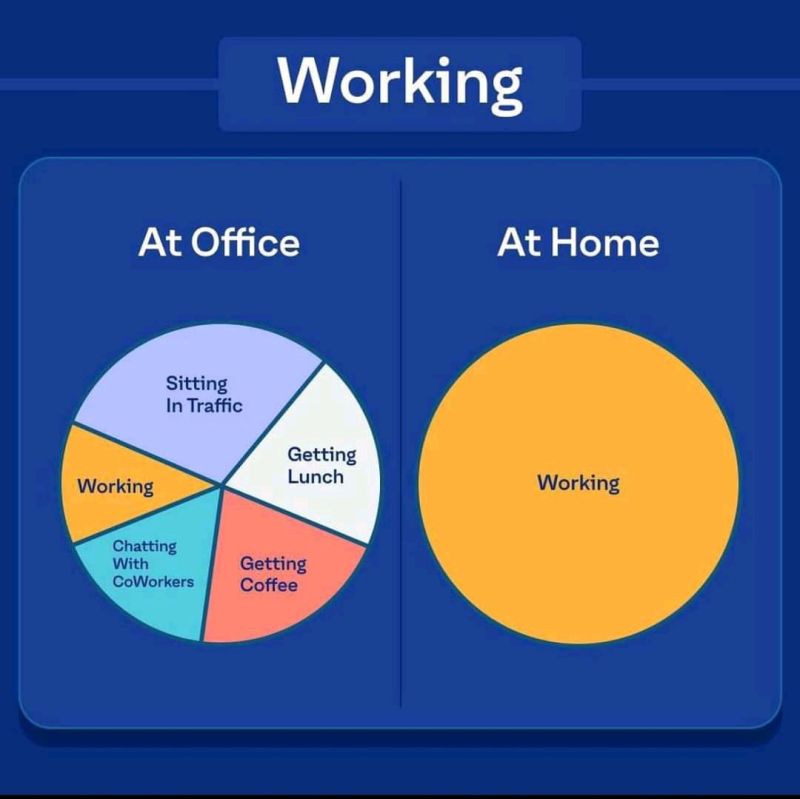 Working
At Office
Sitting
In Traffic
Getting
Lunch
Working
Chatting
With
CoWorkers
Getting
Coffee
At Home
Working